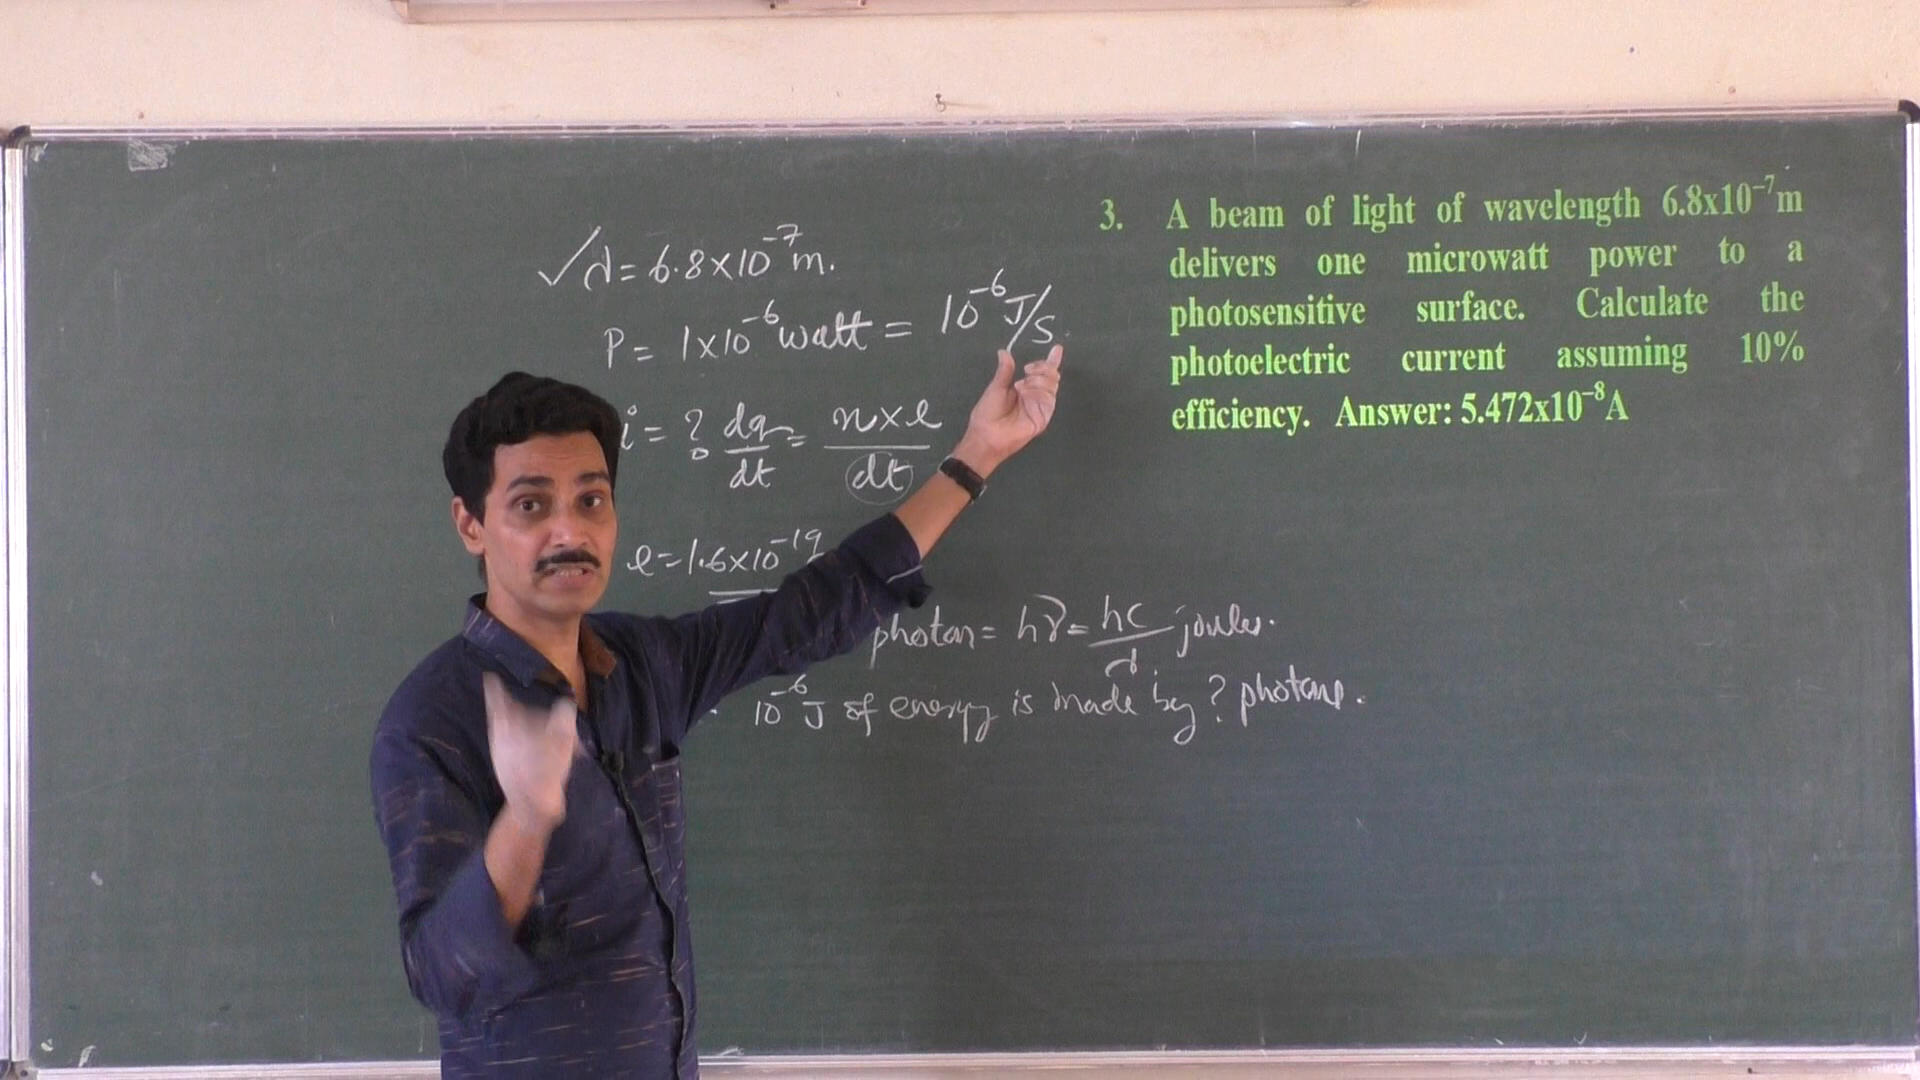 λ = 6.8×10⁻⁷ m.
P = 1×10⁻⁶ watt = 10⁻⁶ J/s.
i = ? dq/dt = n×e/dt
e = 1.6×10⁻¹⁹
photon = hν = hc/λ joules.
10⁻⁶ J of energy is made by ? photons.
3. A beam of light of wavelength 6.8x10⁻⁷m
delivers one microwatt power to a
photosensitive surface. Calculate the
photoelectric current assuming 10%
efficiency. Answer: 5.472x10⁻⁸A